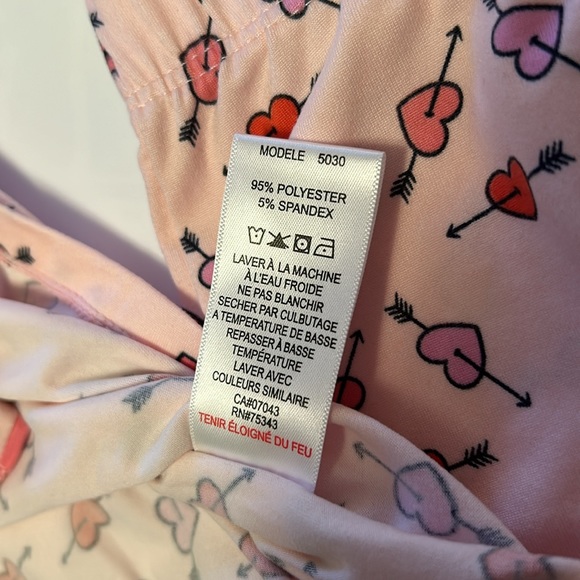 MODELE 5030
95% POLYESTER
5% SPANDEX
LAVER À LA MACHINE
À L'EAU FROIDE
NE PAS BLANCHIR
SECHER PAR CULBUTAGE
A TEMPERATURE DE BASSE
REPASSER À BASSE
TEMPÉRATURE
LAVER AVEC
COULEURS SIMILAIRE
CA#07043
RN#75343
TENIR ÉLOIGNÉ DU FEU